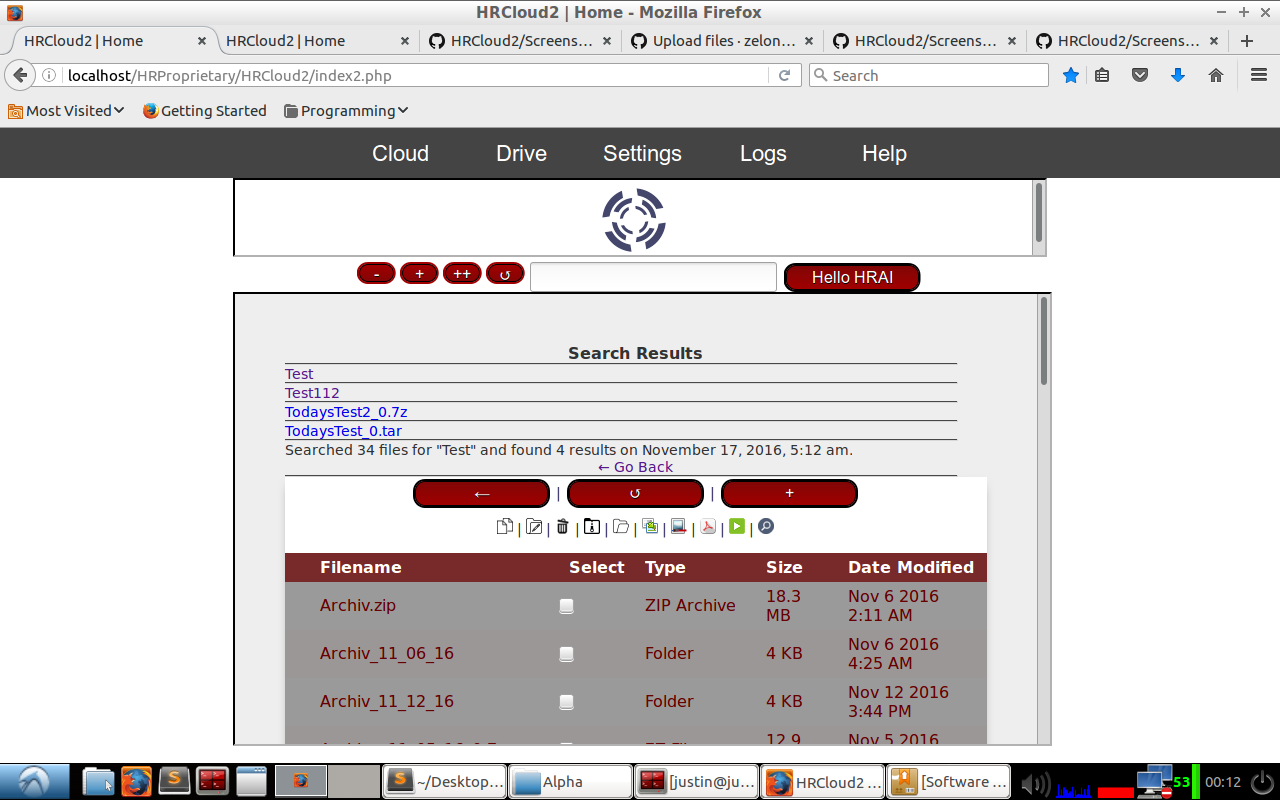 HRCloud2 | Home - Mozilla Firefox
HRCloud2 | Home HRCloud2 | Home HRCloud2/Screens... Upload files · zelon... HRCloud2/Screens... HRCloud2/Screens...
localhost/HRProprietary/HRCloud2/index2.php Search
Most Visited Getting Started Programming
Cloud Drive Settings Logs Help
- + ++ ↺ Hello HRAI
Search Results
Test
Test112
TodaysTest2_0.7z
TodaysTest_0.tar
Searched 34 files for "Test" and found 4 results on November 17, 2016, 5:12 am.
← Go Back
← | ↺ | +
| | | | | | | | |
Filename Select Type Size Date Modified
Archiv.zip ZIP Archive 18.3 MB Nov 6 2016 2:11 AM
Archiv_11_06_16 Folder 4 KB Nov 6 2016 4:25 AM
Archiv_11_12_16 Folder 4 KB Nov 12 2016 3:44 PM
12.9 Nov 5 2016
~/Desktop... Alpha [justin@ju... HRCloud2 ... [Software ... 53 00:12